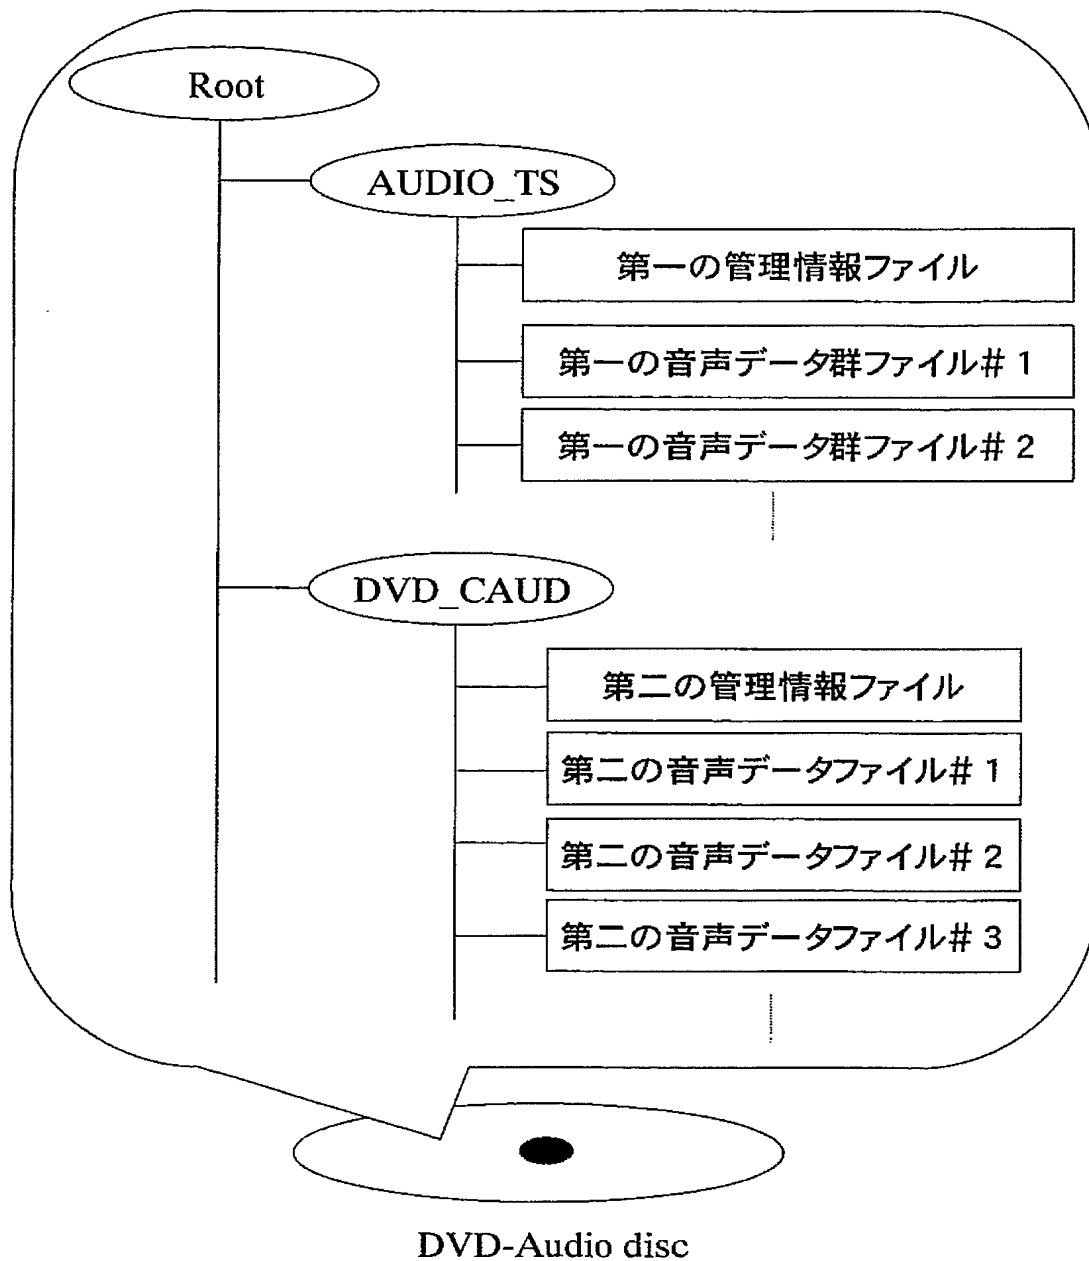 Root
AUDIO_TS
第一の管理情報ファイル
第一の音声データ群ファイル＃１
第一の音声データ群ファイル＃２
DVD_CAUD
第二の管理情報ファイル
第二の音声データファイル＃１
第二の音声データファイル＃２
第二の音声データファイル＃３
DVD-Audio disc